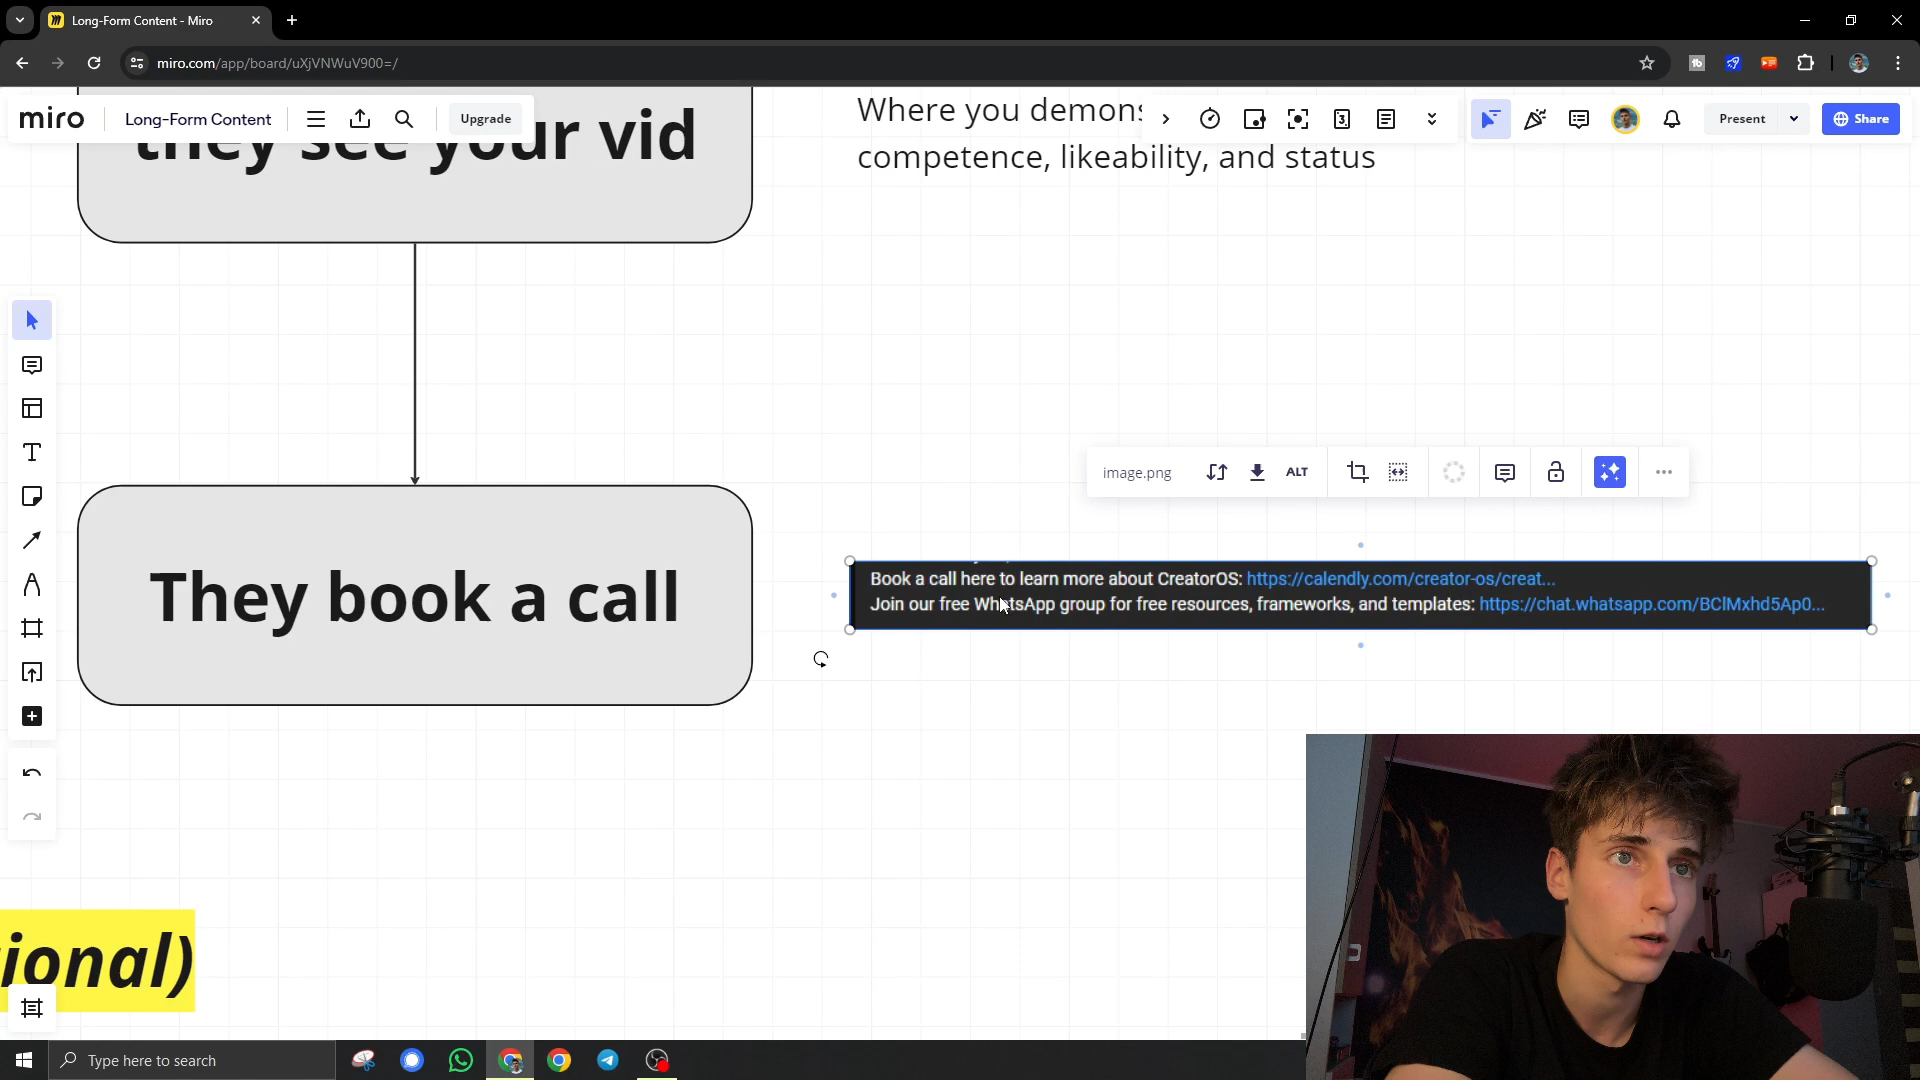 Long-Form Content - Miro
miro.com/app/board/uXjVNWuV900=/
miro
Long-Form Content
Upgrade
Present
Share
they see your vid
Where you demons
competence, likeability, and status
image.png
ALT
They book a call
Book a call here to learn more about CreatorOS: https://calendly.com/creator-os/creat...
Join our free WhatsApp group for free resources, frameworks, and templates: https://chat.whatsapp.com/BClMxhd5Ap0...
ional)
Type here to search